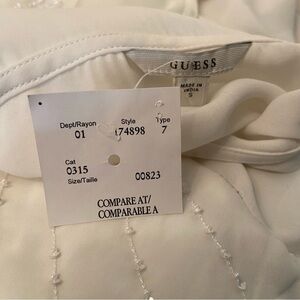 GUESS
MADE IN
INDIA
S
Dept/Rayon Style Type
01 174898 7
Cat
0315
Size/Taille 00823
COMPARE AT/
COMPARABLE A